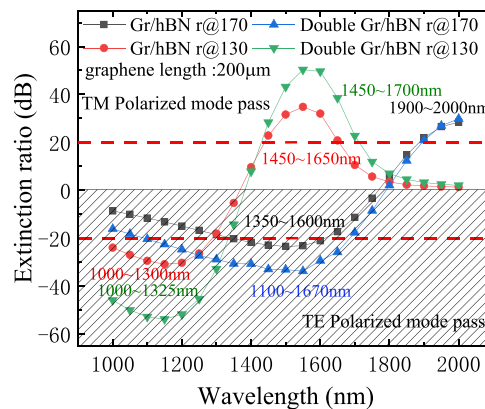 Gr/hBN r@170 Double Gr/hBN r@170
Gr/hBN r@130 Double Gr/hBN r@130
graphene length :200μm
1450~1700nm
TM Polarized mode pass
1900~2000nm
1450~1650nm
1350~1600nm
1000~1300nm
1000~1325nm
1100~1670nm
TE Polarized mode pass
Extinction ratio (dB)
60
40
20
0
−20
−40
−60
1000 1200 1400 1600 1800 2000
Wavelength (nm)